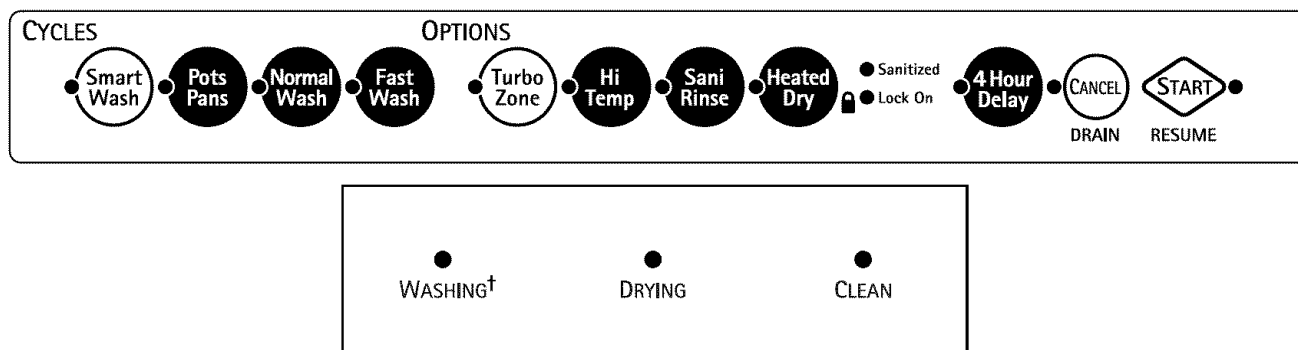 CYCLES
OPTIONS
Smart
Wash
Pots
Pans
Normal
Wash
Fast
Wash
Turbo
Zone
Hi
Temp
Sani
Rinse
Heated
Dry
Sanitized
Lock On
4 Hour
Delay
CANCEL
DRAIN
START
RESUME
WASHING†
DRYING
CLEAN